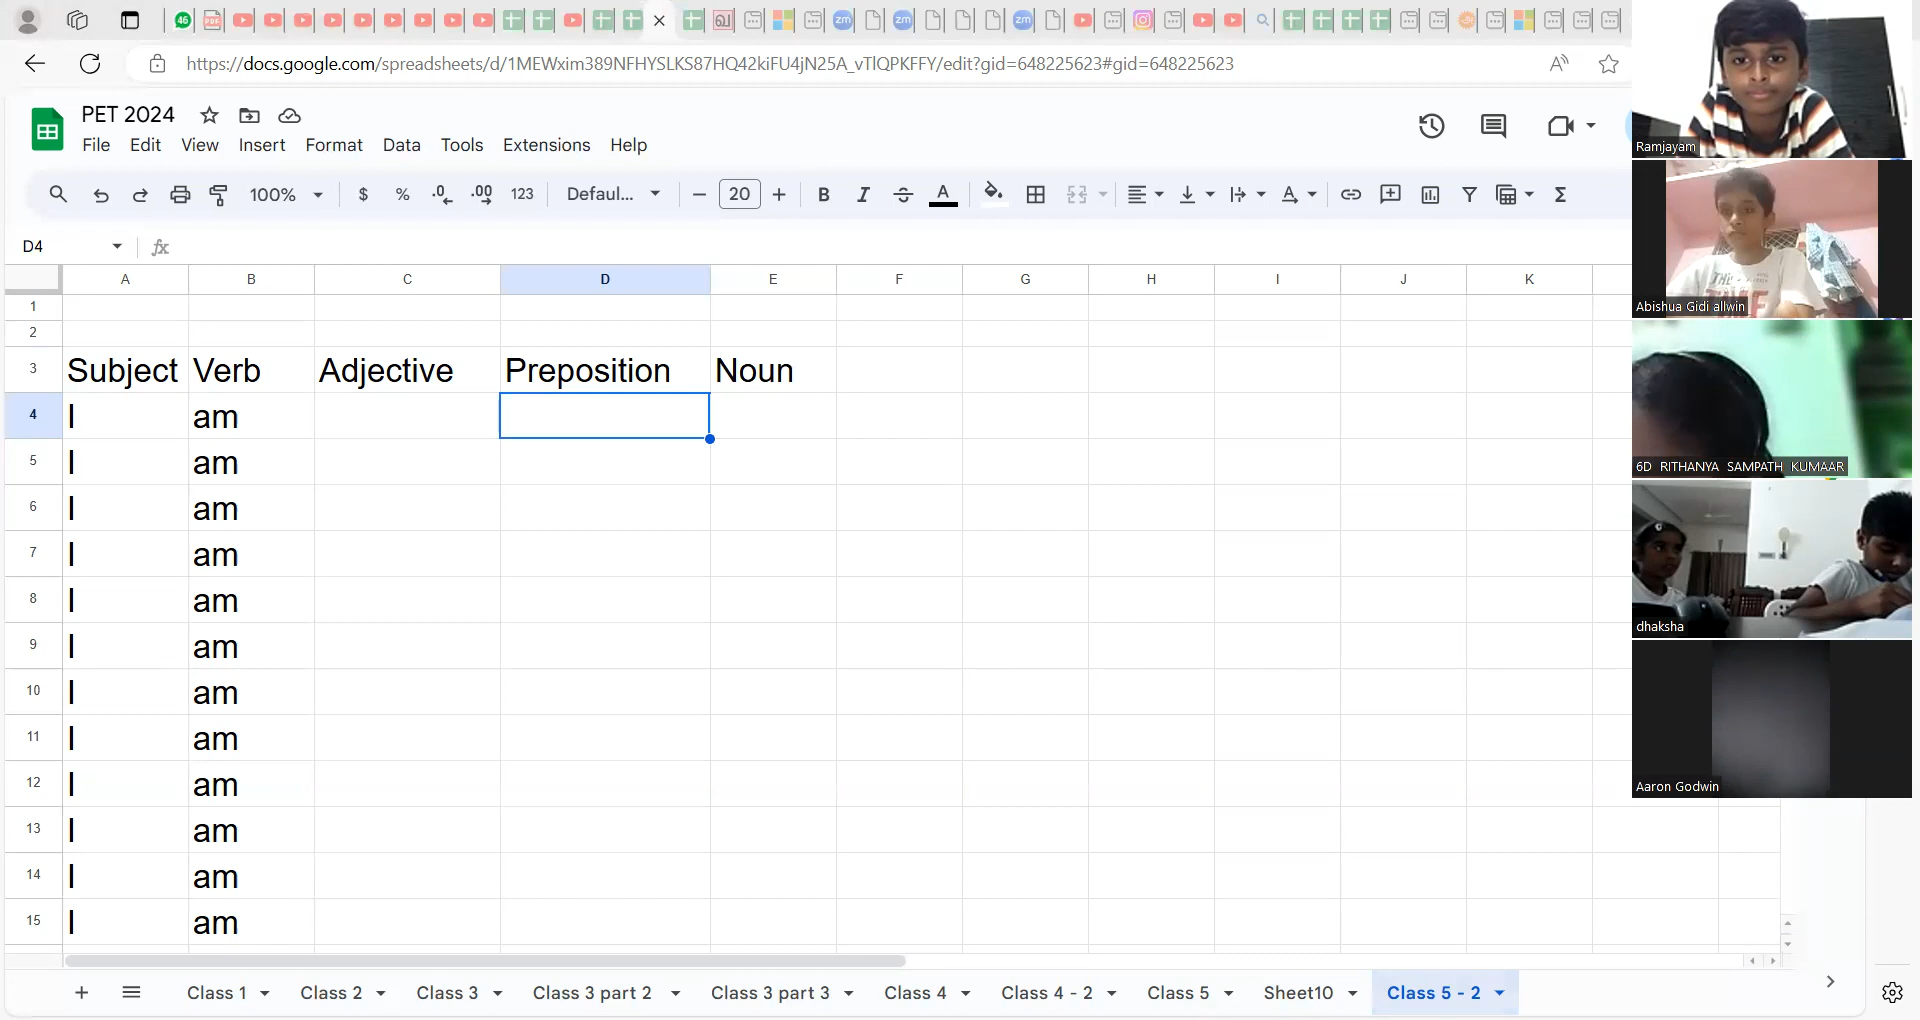 46
https://docs.google.com/spreadsheets/d/1MEWxim389NFHYSLKS87HQ42kiFU4jN25A_vTlQPKFFY/edit?gid=648225623#gid=648225623
PET 2024
File Edit View Insert Format Data Tools Extensions Help
100% $ % .0 .00 123 Defaul... 20 B I S A Σ
D4 fx
A B C D E F G H I J K
1
2
3 Subject Verb Adjective Preposition Noun
4 I am
5 I am
6 I am
7 I am
8 I am
9 I am
10 I am
11 I am
12 I am
13 I am
14 I am
15 I am
Class 1 Class 2 Class 3 Class 3 part 2 Class 3 part 3 Class 4 Class 4 - 2 Class 5 Sheet10 Class 5 - 2
Ramjayam
Abishua Gidi allwin
6D RITHANYA SAMPATH KUMAAR
dhaksha
Aaron Godwin